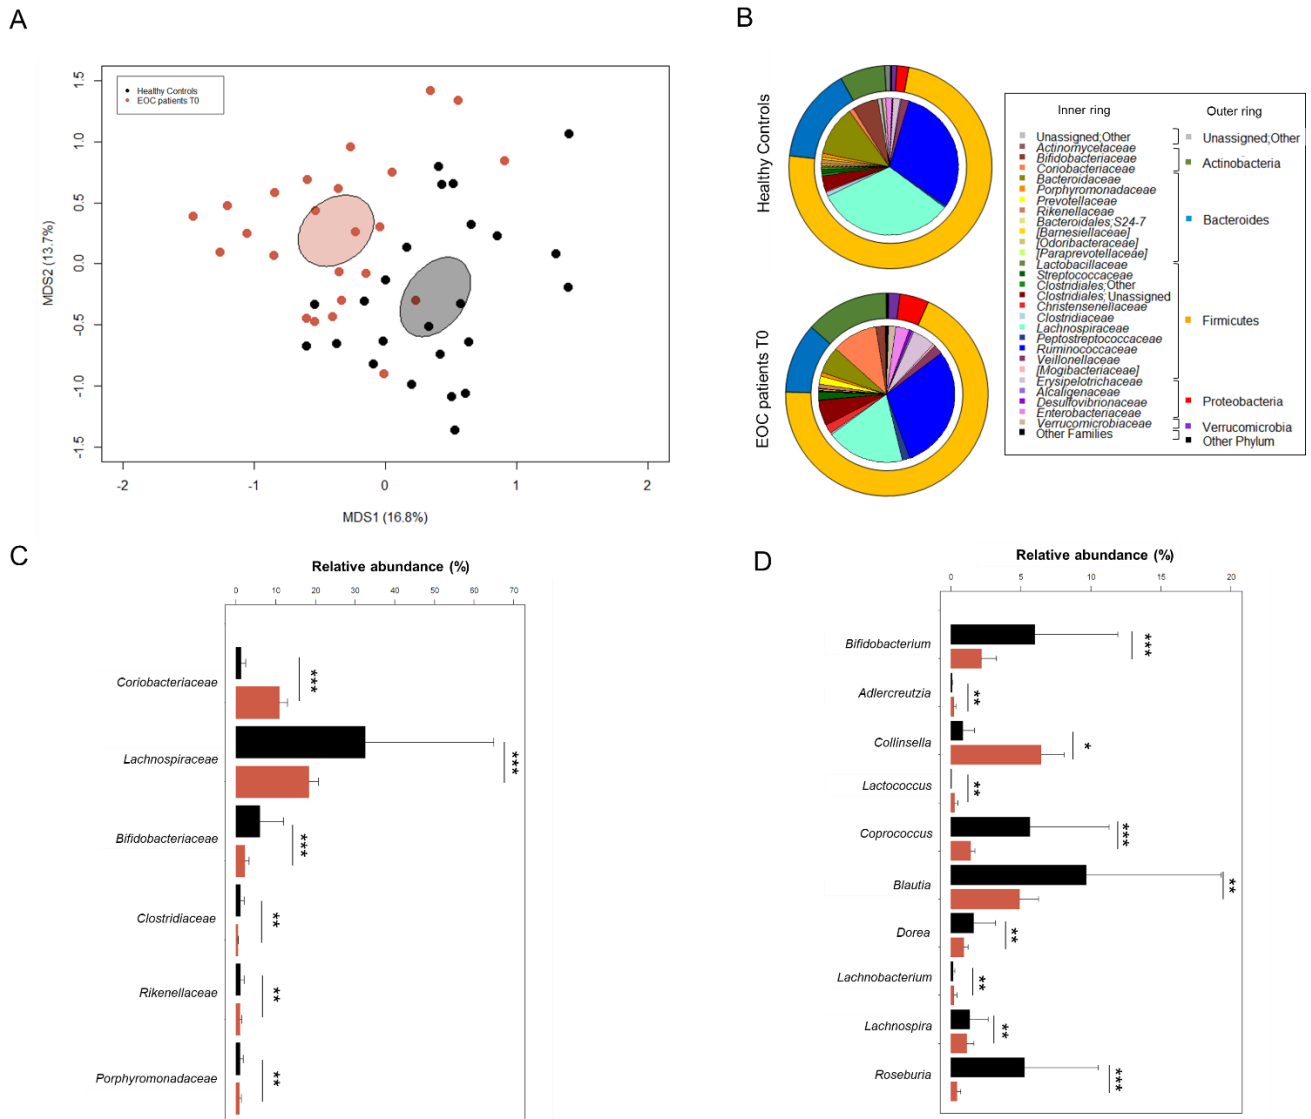 A
Healthy Controls
EOC patients T0
1.5
1.0
0.5
0.0
-0.5
-1.0
-1.5
MDS2 (13.7%)
-2
-1
0
1
2
MDS1 (16.8%)
B
Healthy Controls
EOC patients T0
Inner ring
Outer ring
Unassigned;Other
Actinomycetaceae
Bifidobacteriaceae
Coriobacteriaceae
Bacteroidaceae
Porphyromonadaceae
Prevotellaceae
Rikenellaceae
Bacteroidales;S24-7
[Barnesiellaceae]
[Odoribacteraceae]
[Paraprevotellaceae]
Lactobacillaceae
Streptococcaceae
Clostridiales;Other
Clostridiales;Unassigned
Christensenellaceae
Clostridiaceae
Lachnospiraceae
Peptostreptococcaceae
Ruminococcaceae
Veillonellaceae
[Mogibacteriaceae]
Erysipelotrichaceae
Alcaligenaceae
Desulfovibrionaceae
Enterobacteriaceae
Verrucomicrobiaceae
Other Families
Unassigned;Other
Actinobacteria
Bacteroides
Firmicutes
Proteobacteria
Verrucomicrobia
Other Phylum
C
Relative abundance (%)
0 10 20 30 40 50 60 70
Coriobacteriaceae
***
Lachnospiraceae
***
Bifidobacteriaceae
***
Clostridiaceae
**
Rikenellaceae
**
Porphyromonadaceae
**
D
Relative abundance (%)
0 5 10 15 20
Bifidobacterium
***
Adlercreutzia
**
Collinsella
*
Lactococcus
**
Coprococcus
***
Blautia
**
Dorea
**
Lachnobacterium
**
Lachnospira
**
Roseburia
***